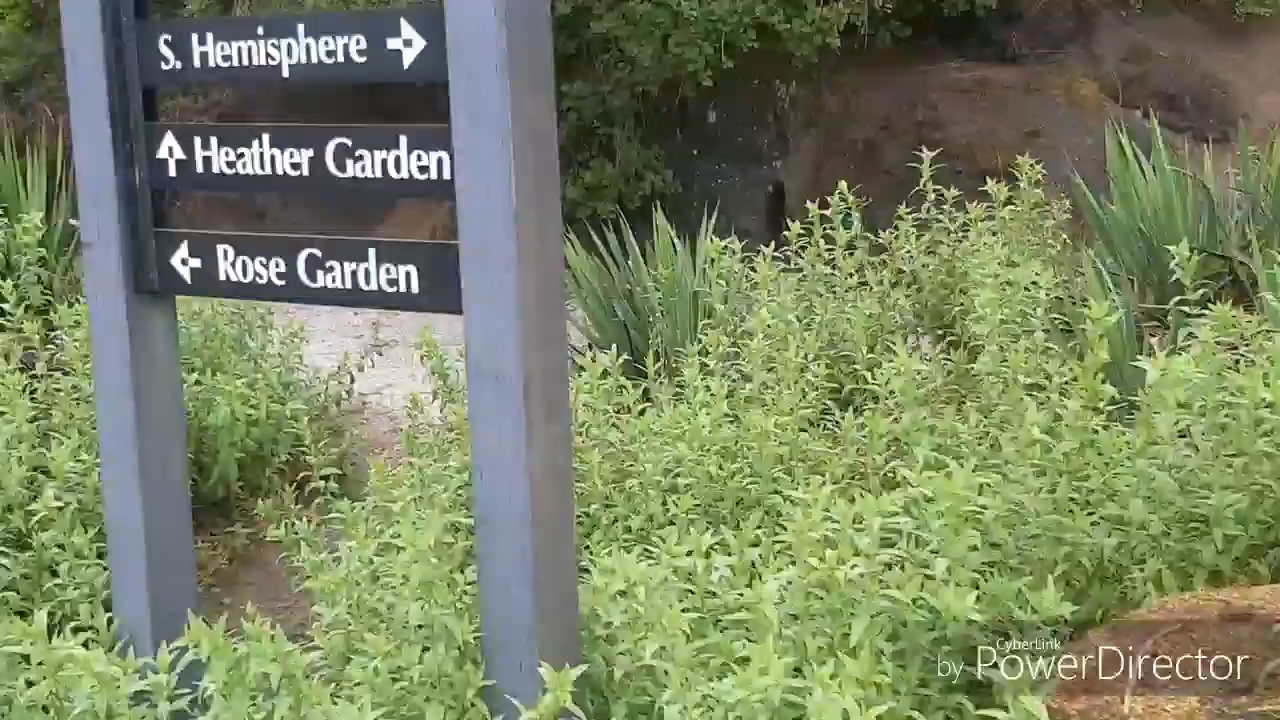 S. Hemisphere
Heather Garden
Rose Garden
CyberLink
by PowerDirector